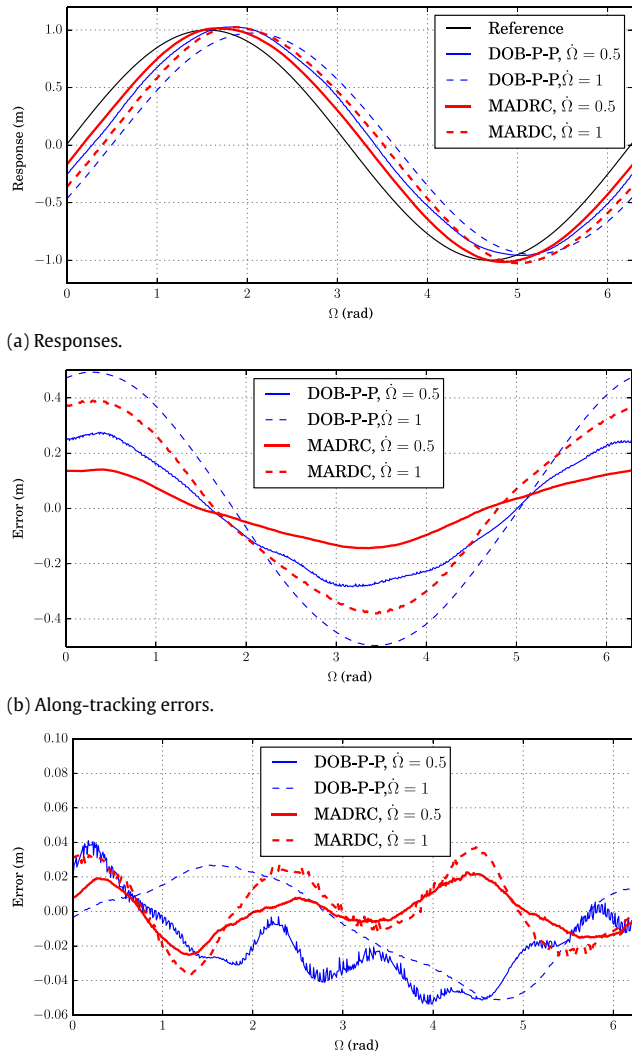 1.0
0.5
0.0
−0.5
−1.0
Response (m)
Reference
DOB-P-P, Ω̇ = 0.5
DOB-P-P,Ω̇ = 1
MADRC, Ω̇ = 0.5
MARDC, Ω̇ = 1
0 1 2 3 4 5 6
Ω (rad)
(a) Responses.
0.4
0.2
0.0
−0.2
−0.4
Error (m)
DOB-P-P, Ω̇ = 0.5
DOB-P-P,Ω̇ = 1
MADRC, Ω̇ = 0.5
MARDC, Ω̇ = 1
0 1 2 3 4 5 6
Ω (rad)
(b) Along-tracking errors.
0.10
0.08
0.06
0.04
0.02
0.00
−0.02
−0.04
−0.06
Error (m)
DOB-P-P, Ω̇ = 0.5
DOB-P-P,Ω̇ = 1
MADRC, Ω̇ = 0.5
MARDC, Ω̇ = 1
0 1 2 3 4 5 6
Ω (rad)